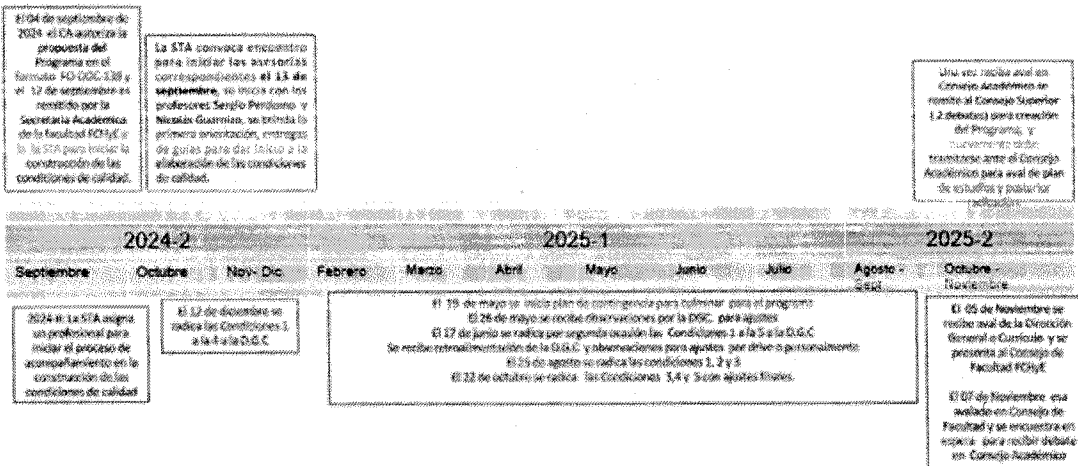 El 04 de septiembre de
2024 el CA autoriza la
propuesta del
Programa en el
formato FO-DOC-138 y
el 12 de septiembre es
remitido por la
Secretaria Académica
de la facultad FCHyE a
la STA para iniciar la
construcción de las
condiciones de calidad.
La STA convoca encuentro
para iniciar las asesorías
correspondientes el 13 de
septiembre, se inicia con los
profesores Sergio Perdomo y
Nicolás Guarnizo, se brinda la
primera orientación, entregas
de guías para dar inicio a la
elaboración de las condiciones
de calidad.
Una vez reciba aval en
Consejo Académico se
remite al Consejo Superior
( 2 debates) para creación
del Programa, y
nuevamente debe
tramitarse ante el Consejo
Académico para aval de plan
de estudios y posterior
2024-2 2025-1 2025-2
Septiembre Octubre Nov- Dic. Febrero Marzo Abril Mayo Junio Julio Agosto - Octubre -
Sept Noviembre
2024-II: La STA asigna
un profesional para
iniciar el proceso de
acompañamiento en la
construcción de las
condiciones de calidad
El 12 de diciembre se
radica las Condiciones 1
a la 4 a la D.G.C
El 19 de mayo se inicia plan de contingencia para culminar para el programa
El 26 de mayo se recibe observaciones por la DGC. para ajustes
El 17 de junio se radica por segunda ocasión las Condiciones 1 a la 5 a la D.G.C
Se recibe retroalimentación de la D.G.C y observaciones para ajustes por drive o personalmente
El 25 de agosto se radica las condiciones 1, 2 y 3
El 22 de octubre se radica las Condiciones 3,4 y 5 con ajustes finales.
El 05 de Noviembre se
recibe aval de la Dirección
General e Currículo y se
presenta al Consejo de
Facultad FCHyE
El 07 de Noviembre esa
avalado en Consejo de
Facultad y se encuentra en
espera para recibir debate
en Consejo Académico